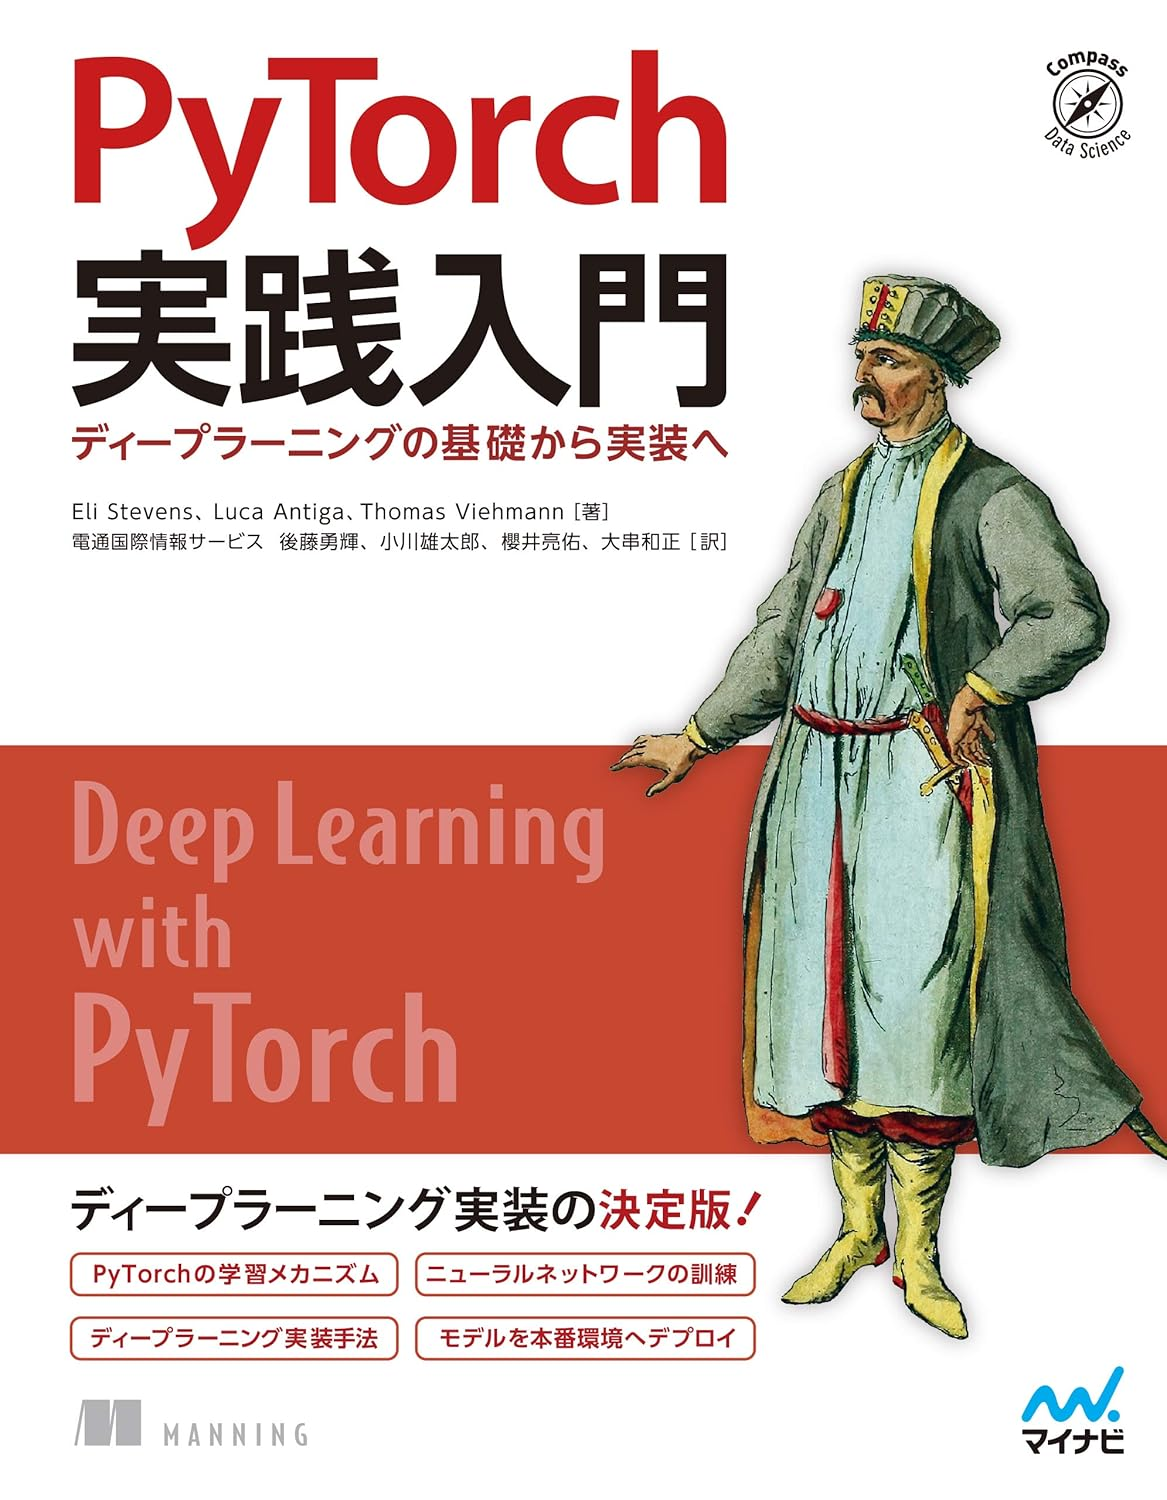 PyTorch
実践入門
ディープラーニングの基礎から実装へ
Eli Stevens、Luca Antiga、Thomas Viehmann［著］
電通国際情報サービス 後藤勇輝、小川雄太郎、櫻井亮佑、大串和正［訳］
Compass
Data Science
Deep Learning
with
PyTorch
ディープラーニング実装の決定版！
PyTorchの学習メカニズム
ニューラルネットワークの訓練
ディープラーニング実装手法
モデルを本番環境へデプロイ
MANNING
マイナビ